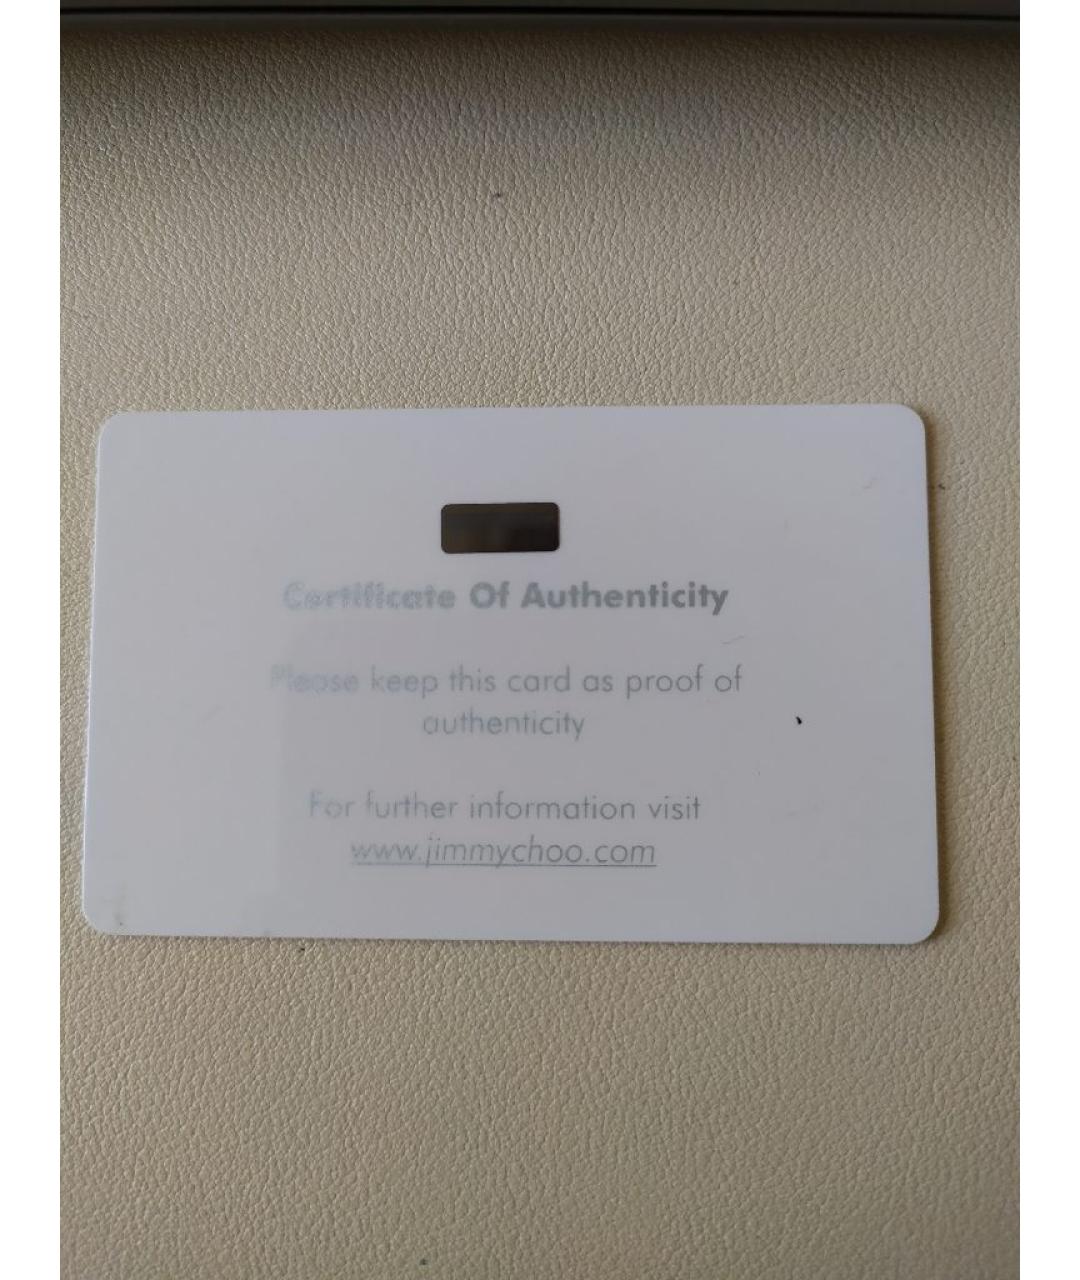 Certificate Of Authenticity
Please keep this card as proof of
authenticity
For further information visit
www.jimmychoo.com